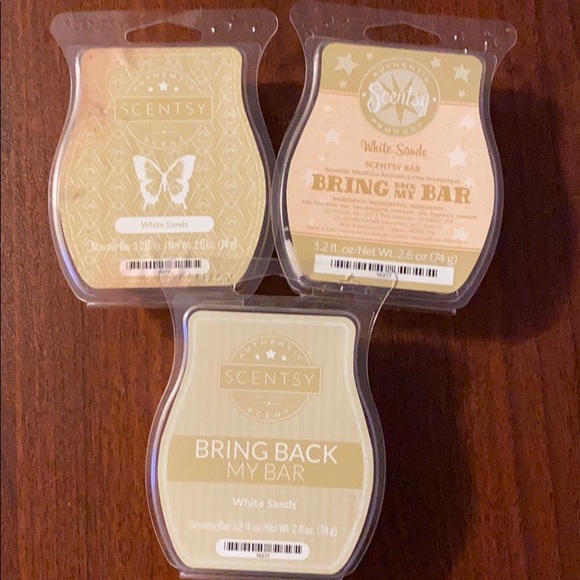 AUTHENTIC
SCENTSY
SCENT
White Sands
Scentsy Bar 3.2 fl. oz. / Net Wt. 2.6 oz. (74 g)
AUTHENTIC
Scentsy
PRODUCT
White Sands
SCENTSY BAR
BRING BACK MY BAR
3.2 fl. oz/Net Wt. 2.6 oz (74 g)
AUTHENTIC
SCENTSY
SCENT
BRING BACK
MY BAR
White Sands
Scentsy Bar 3.2 fl. oz./Net Wt. 2.6 oz. (74 g)